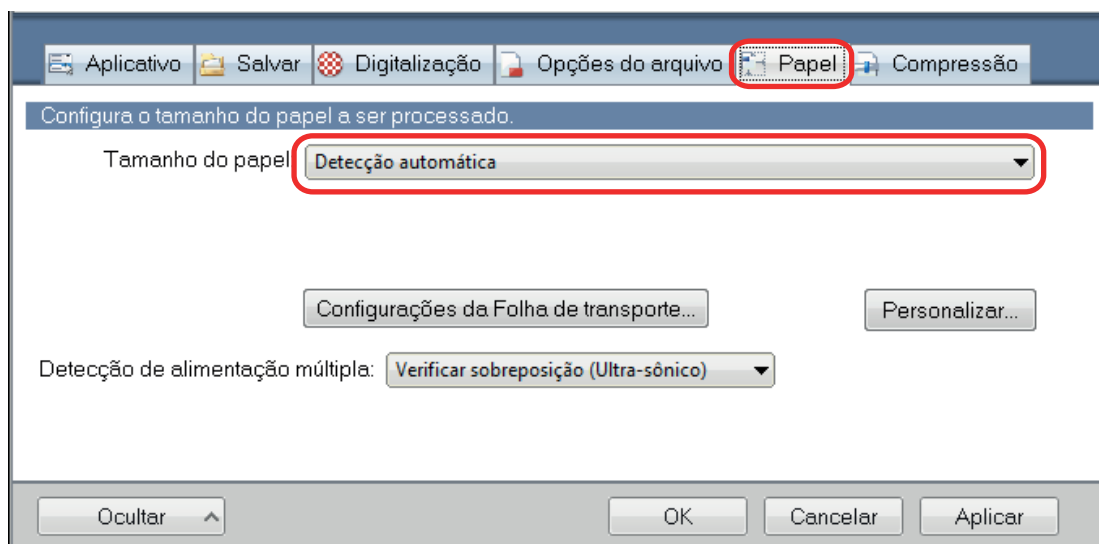 Aplicativo Salvar Digitalização Opções do arquivo Papel Compressão
Configura o tamanho do papel a ser processado.
Tamanho do papel: Detecção automática
Configurações da Folha de transporte... Personalizar...
Detecção de alimentação múltipla: Verificar sobreposição (Ultra-sônico)
Ocultar OK Cancelar Aplicar